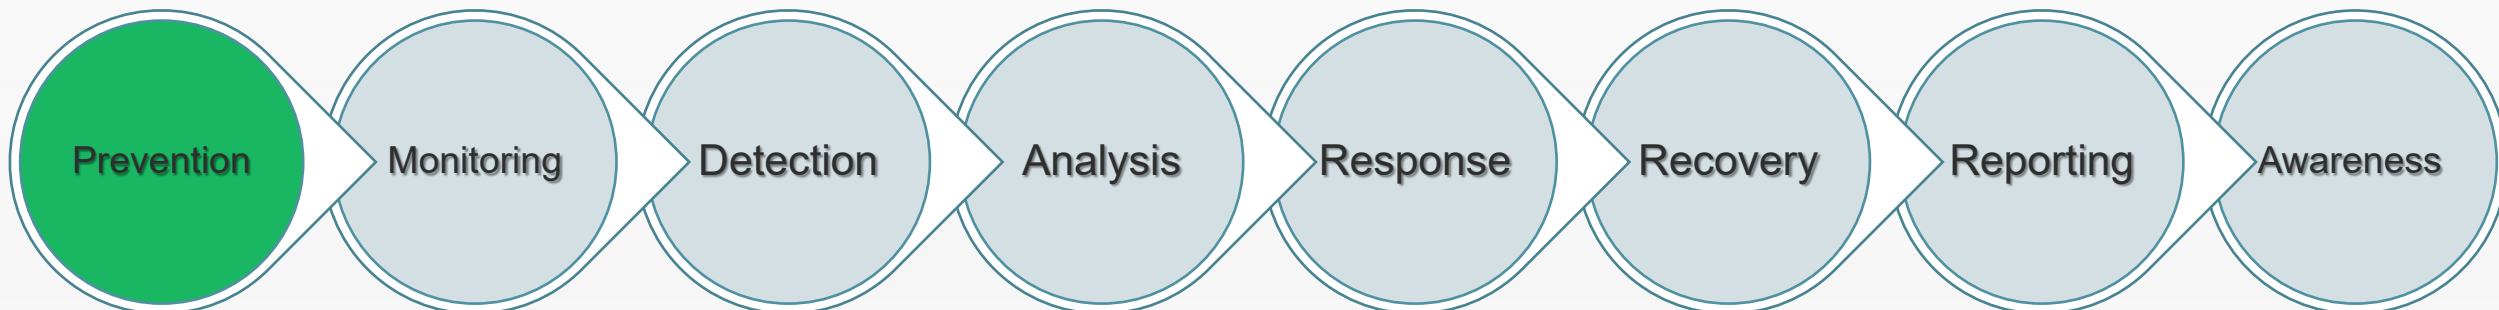 Prevention
Monitoring
Detection
Analysis
Response
Recovery
Reporting
Awareness